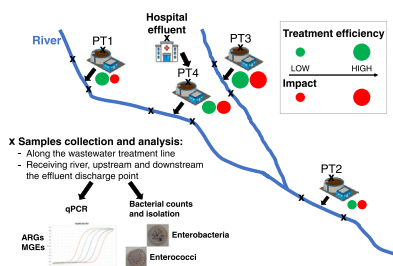 Hospital
effluent
River
PT1
PT3
PT4
Treatment efficiency
LOW
HIGH
Impact
x Samples collection and analysis:
- Along the wastewater treatment line
- Receiving river, upstream and downstream
the effluent discharge point
PT2
qPCR
Bacterial counts
and isolation
ARGs
MGEs
Enterobacteria
Enterococci